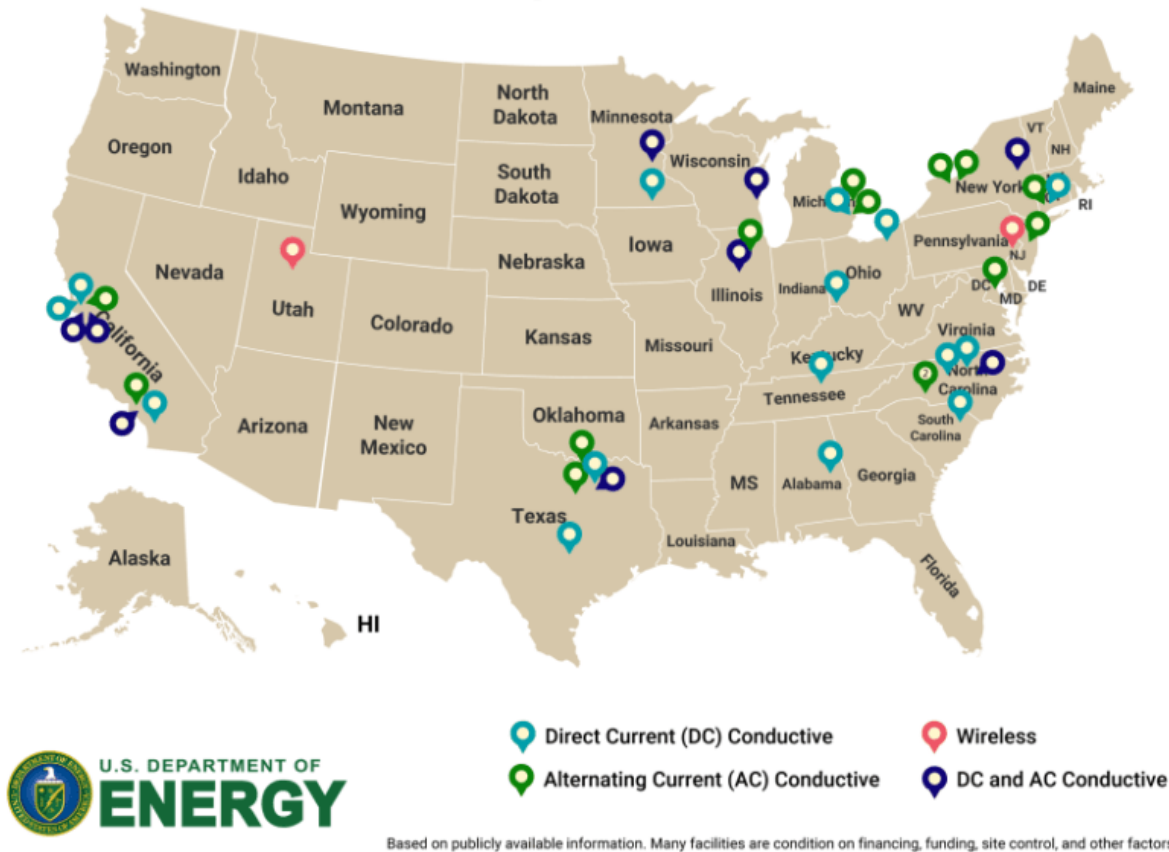 Washington
Montana
North
Dakota
Minnesota
Maine
VT
NH
Oregon
Idaho
South
Dakota
Wisconsin
Michigan
New York
RI
Wyoming
Iowa
Pennsylvania
NJ
Nevada
Nebraska
Illinois
Indiana
Ohio
DC
MD
DE
Utah
Colorado
Kansas
Missouri
WV
Virginia
Kentucky
California
2
North
Carolina
Tennessee
Arizona
New
Mexico
Oklahoma
Arkansas
South
Carolina
MS
Alabama
Georgia
Texas
Louisiana
Florida
Alaska
HI
Direct Current (DC) Conductive
Wireless
Alternating Current (AC) Conductive
DC and AC Conductive
U.S. DEPARTMENT OF
ENERGY
Based on publicly available information. Many facilities are condition on financing, funding, site control, and other factors